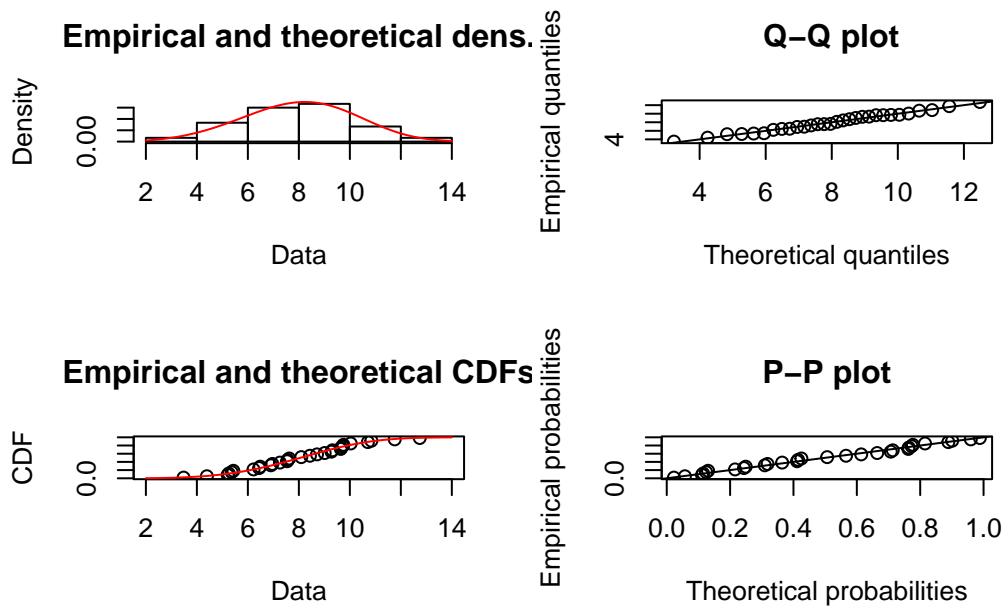 Empirical and theoretical dens.
Density
0.00
2 4 6 8 10 14
Data
Q−Q plot
Empirical quantiles
4
4 6 8 10 12
Theoretical quantiles
Empirical and theoretical CDFs
CDF
0.0
2 4 6 8 10 14
Data
P−P plot
Empirical probabilities
0.0
0.0 0.2 0.4 0.6 0.8 1.0
Theoretical probabilities